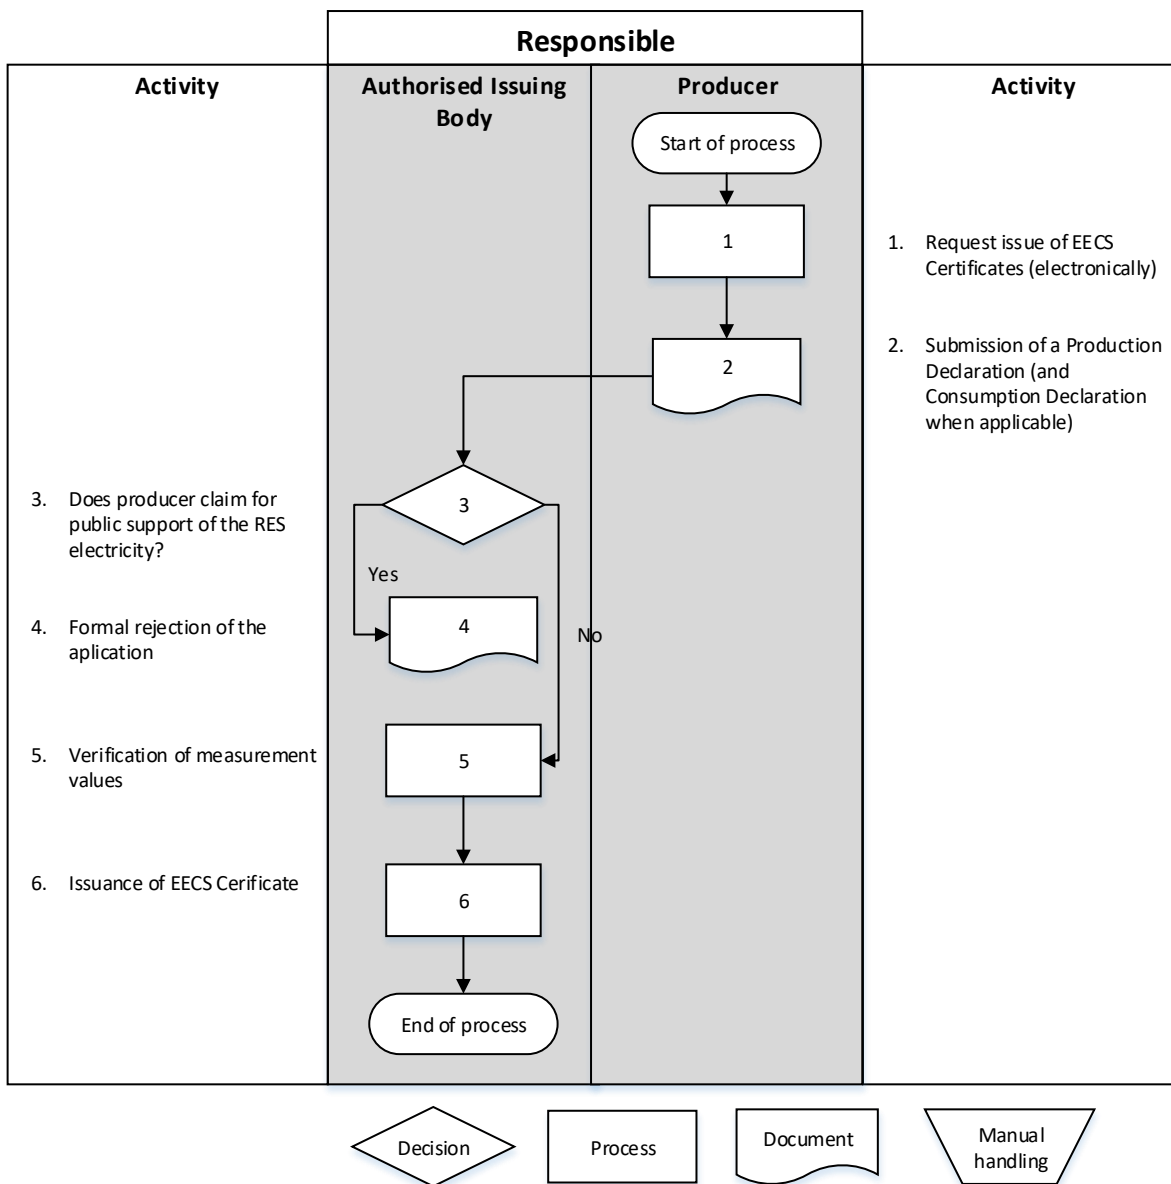 Responsible
Activity
Authorised Issuing
Body
Producer
Activity
Start of process
1
1. Request issue of EECS
Certificates (electronically)
2
2. Submission of a Production
Declaration (and
Consumption Declaration
when applicable)
3. Does producer claim for
public support of the RES
electricity?
3
Yes
4. Formal rejection of the
aplication
4
No
5. Verification of measurement
values
5
6. Issuance of EECS Cerificate
6
End of process
Decision
Process
Document
Manual
handling